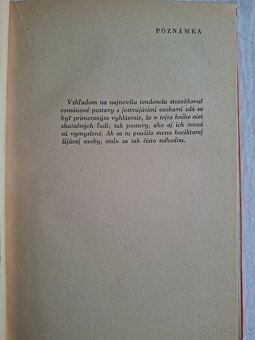 POZNÁMKA
Vzhľadom na najnovšiu tendenciu stotožňovať
románové postavy s jestvujúcimi osobami zdá sa
byť primeraným vyhlásenie, že v tejto knihe niet
skutočných ľudí; tak postavy, ako aj ich mená
sú vymyslené. Ak sa tu použilo meno hociktorej
žijúcej osoby, stalo sa tak čisto náhodou.